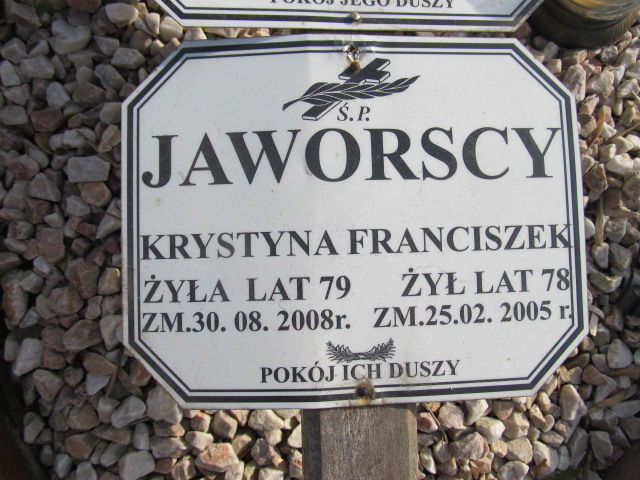 POKÓJ JEGO DUSZY
Ś.P.
JAWORSCY
KRYSTYNA FRANCISZEK
ŻYŁA LAT 79 ŻYŁ LAT 78
ZM.30. 08. 2008r. ZM.25.02. 2005 r.
POKÓJ ICH DUSZY